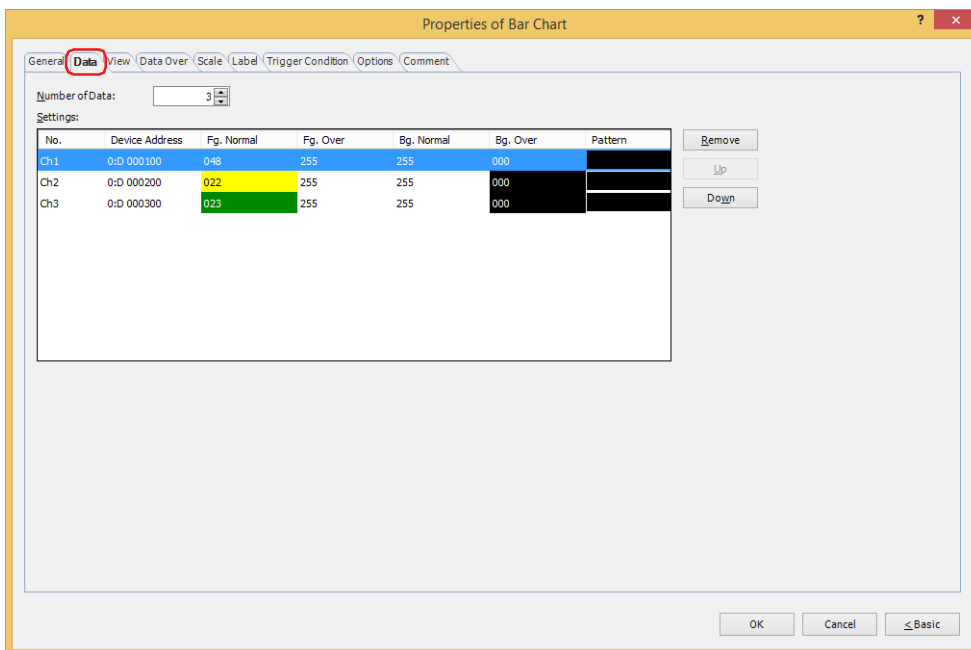 Properties of Bar Chart
? ×
General Data View Data Over Scale Label Trigger Condition Options Comment
Number of Data: 3
Settings:
No. Device Address Fg. Normal Fg. Over Bg. Normal Bg. Over Pattern
Ch1 0:D 000100 048 255 255 000
Ch2 0:D 000200 022 255 255 000
Ch3 0:D 000300 023 255 255 000
Remove
Up
Down
OK Cancel < Basic